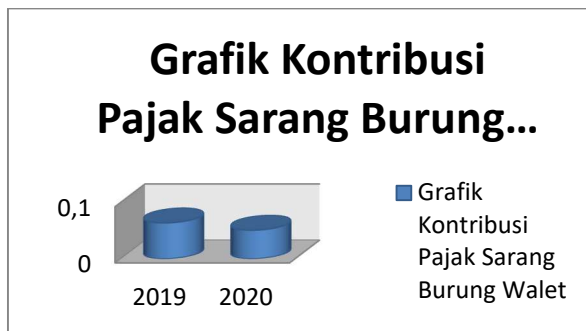 Grafik Kontribusi
Pajak Sarang Burung...
0,1
0
2019 2020
Grafik
Kontribusi
Pajak Sarang
Burung Walet